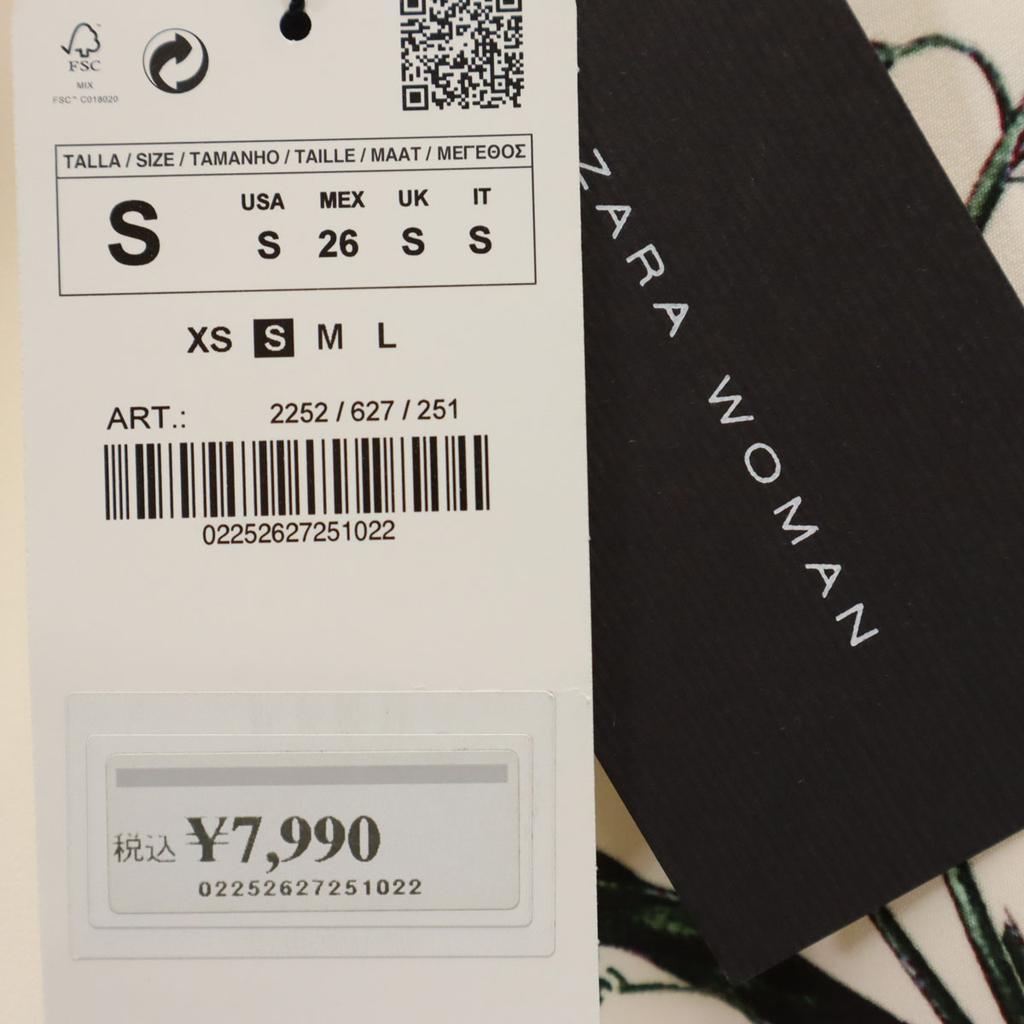 FSC
MIX
FSC™ C018020
TALLA / SIZE / TAMANHO / TAILLE / MAAT / ΜΕΓΕΘΟΣ
USA MEX UK IT
S S 26 S S
XS S M L
ART.: 2252 / 627 / 251
02252627251022
税込 ¥7,990
02252627251022
ZARA WOMAN